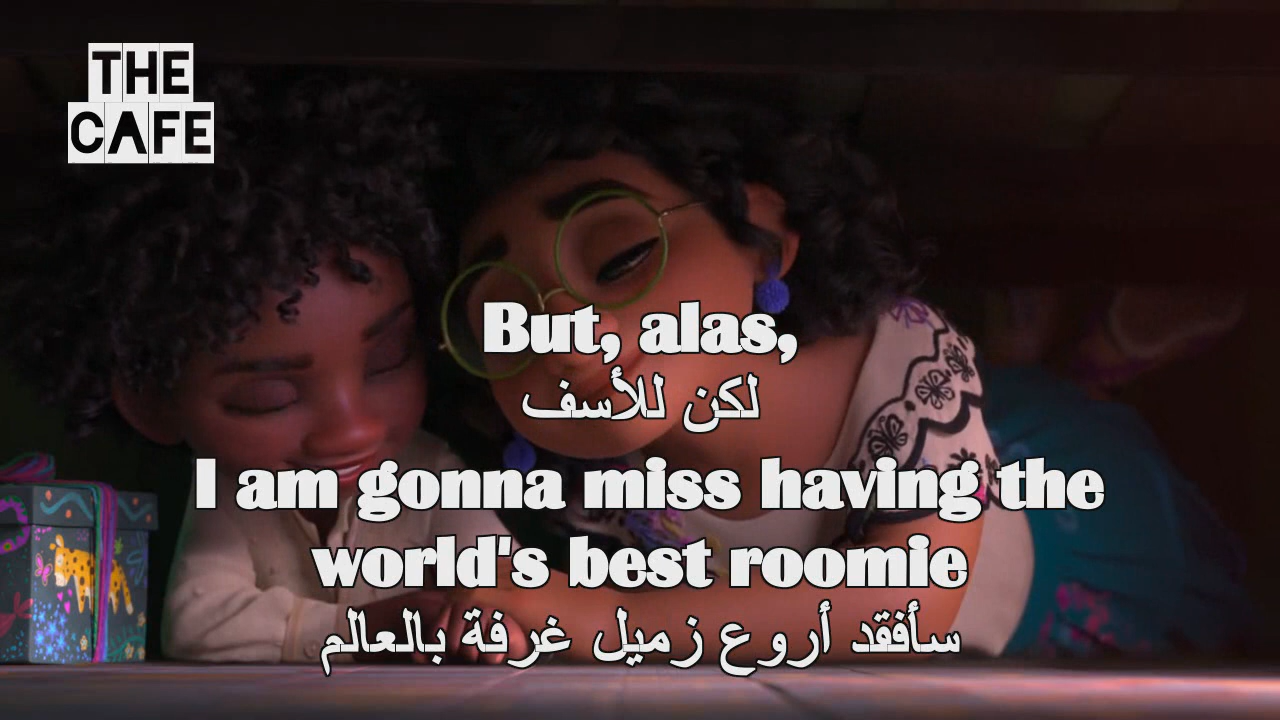 THE
CAFE
But, alas,
لكن للأسف
I am gonna miss having the
world's best roomie
سأفقد أروع زميل غرفة بالعالم